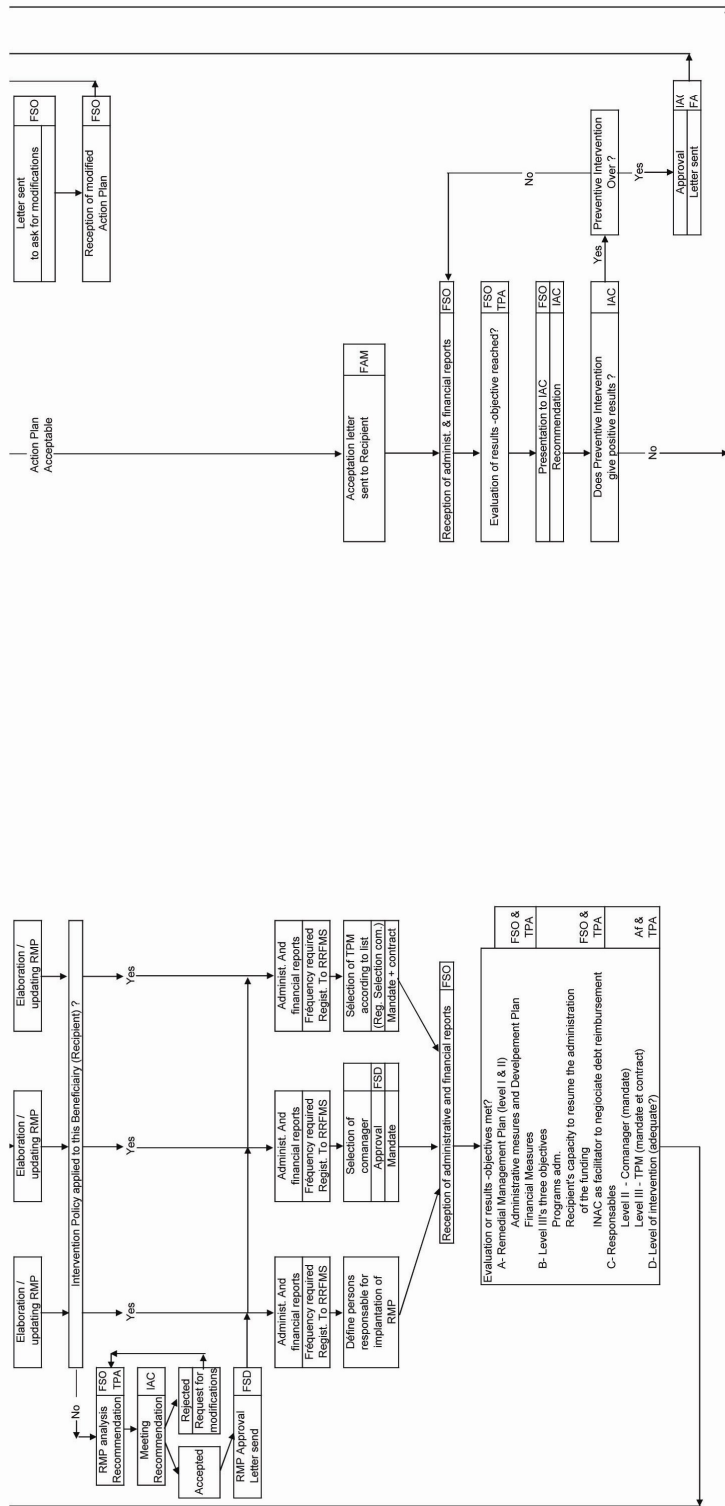 Elaboration /
updating RMP
Elaboration /
updating RMP
Elaboration /
updating RMP
Intervention Policy applied to this Beneficiairy (Recipient) ?
No
Yes
Yes
Yes
RMP analysis
Recommendation
FSO
TPA
Meeting
Recommendation
IAC
Accepted
Rejected
Request for
modifications
RMP Approval
Letter send
FSD
Administ. And
financial reports
Fréquency required
Regist. To RRFMS
Administ. And
financial reports
Fréquency required
Regist. To RRFMS
Administ. And
financial reports
Fréquency required
Regist. To RRFMS
Défine persons
responsable for
implantation of
RMP
Selection of
comanager
Approval
FSD
Mandate
Sélection of TPM
according to list
(Reg. Selection com.)
Mandate + contract
Reception of administrative and financial reports
FSO
Evaluation or results -objectives met?
A- Remedial Management Plan (level I & II)
Administrative mesures and Develpement Plan
Financial Measures
FSO &
TPA
B- Level III's three objectives
Programs adm.
Recipient's capacity to resume the administration
of the funding
INAC as facilitator to negiociate debt reimbursement
FSO &
TPA
C- Responsables
Level II - Comanager (mandate)
Level III - TPM (mandate et contract)
D- Level of intervention (adequate?)
Af &
TPA
Action Plan
Acceptable
Letter sent
to ask for modifications
FSO
Reception of modified
Action Plan
FSO
Acceptation letter
sent to Recipient
FAM
Reception of administ. & financial reports
FSO
Evaluation of results -objective reached?
FSO
TPA
Presentation to IAC
FSO
Recommendation
IAC
Does Preventive Intervention
give positive results ?
IAC
No
Yes
Preventive Intervention
Over ?
No
Yes
Approval
Letter sent
FA